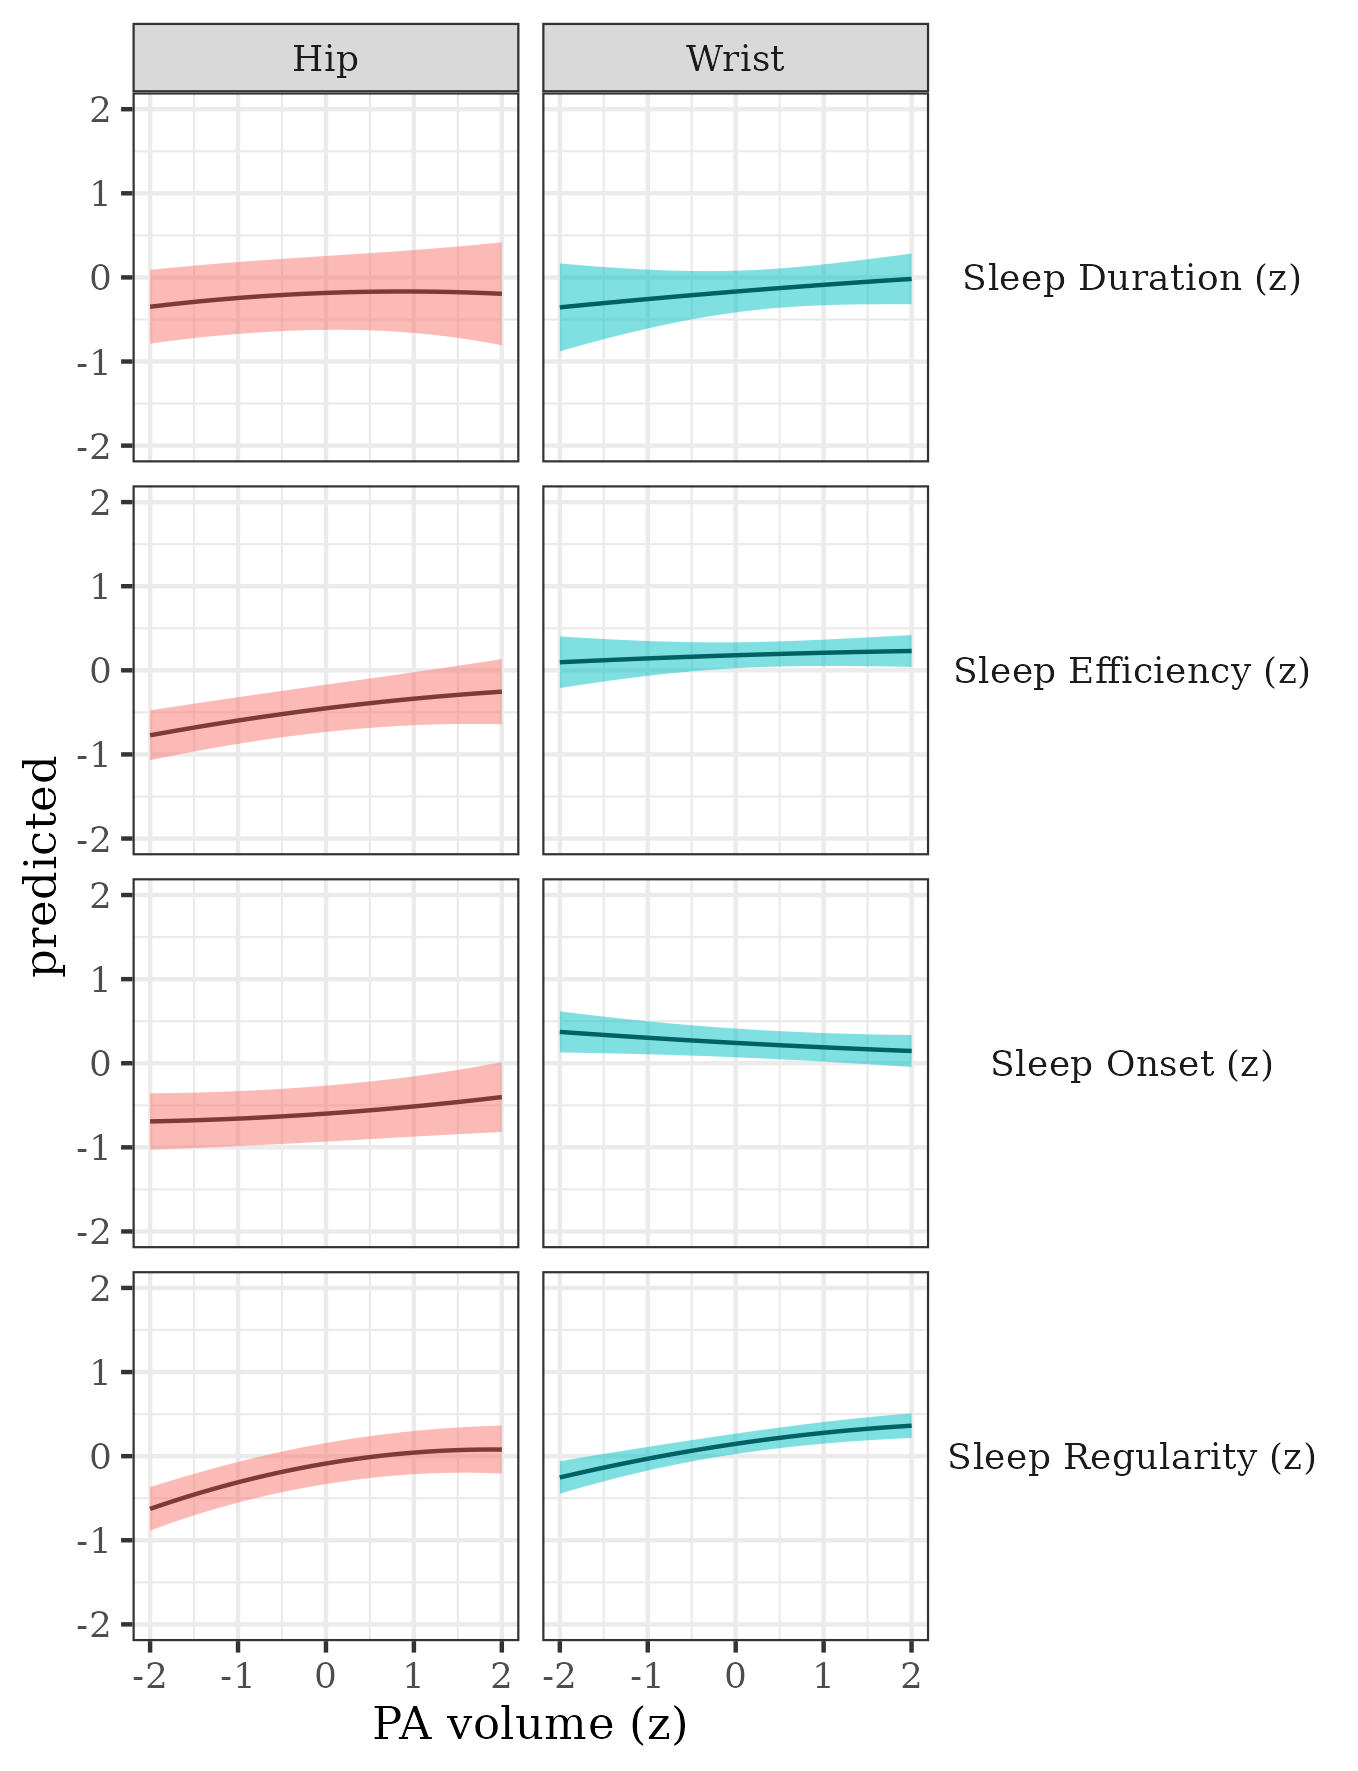 Hip
Wrist
2
1
0
-1
-2
Sleep Duration (z)
2
1
0
-1
-2
Sleep Efficiency (z)
predicted
2
1
0
-1
-2
Sleep Onset (z)
2
1
0
-1
-2
Sleep Regularity (z)
-2 -1 0 1 2
-2 -1 0 1 2
PA volume (z)